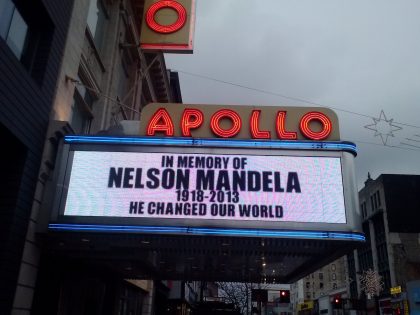 O
APOLLO
IN MEMORY OF
NELSON MANDELA
1918-2013
HE CHANGED OUR WORLD